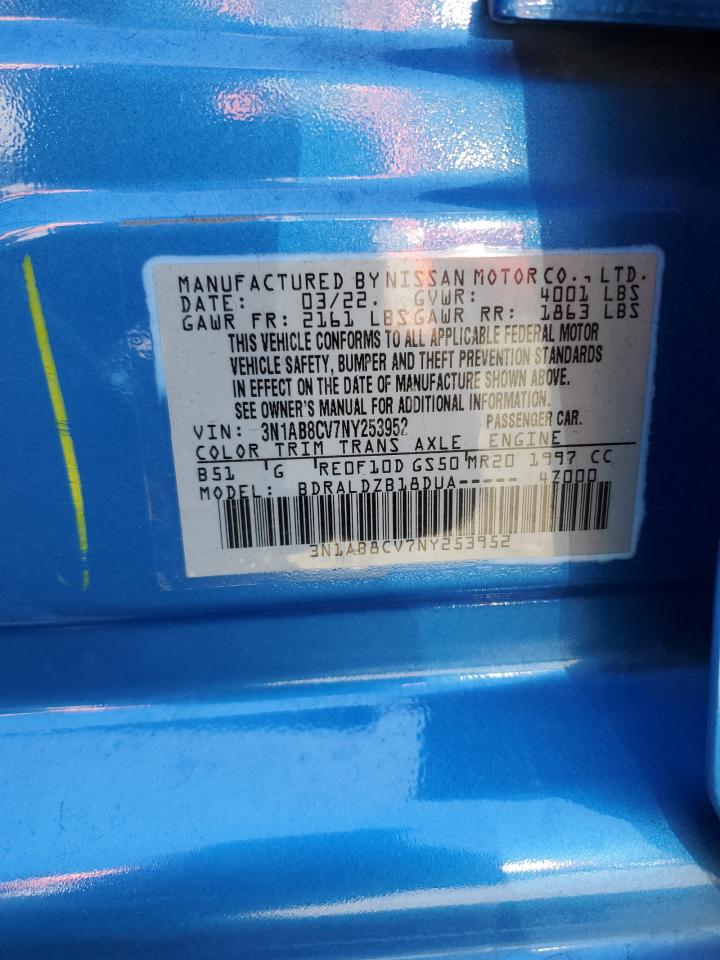 MANUFACTURED BY NISSAN MOTOR CO., LTD.
DATE: 03/22. GVWR: 4001 LBS
GAWR FR: 2161 LBS GAWR RR: 1863 LBS
THIS VEHICLE CONFORMS TO ALL APPLICABLE FEDERAL MOTOR
VEHICLE SAFETY, BUMPER AND THEFT PREVENTION STANDARDS
IN EFFECT ON THE DATE OF MANUFACTURE SHOWN ABOVE.
SEE OWNER'S MANUAL FOR ADDITIONAL INFORMATION.
VIN: 3N1AB8CV7NY253952 PASSENGER CAR.
COLOR TRIM TRANS AXLE ENGINE
B51 G RE0F10D GS50 MR20 1997 CC
MODEL: BDRALDZB18DUA----- 47000
3N1AB8CV7NY253952